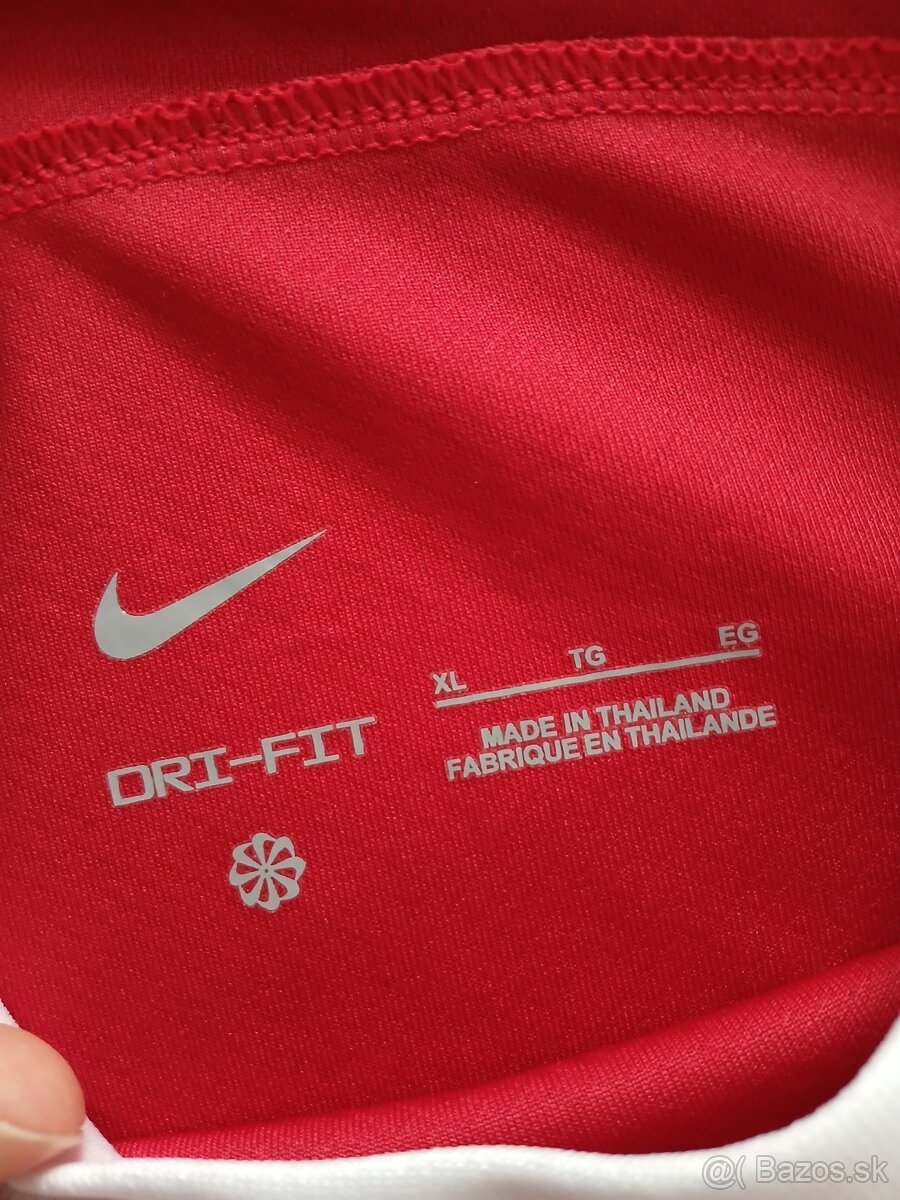 XL TG EG
MADE IN THAILAND
FABRIQUE EN THAILANDE
DRI-FIT
@( Bazos.sk